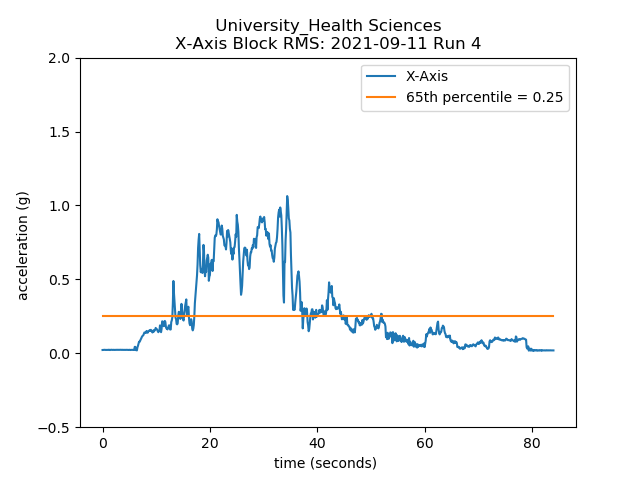 University_Health Sciences
X-Axis Block RMS: 2021-09-11 Run 4
2.0
1.5
1.0
0.5
0.0
−0.5
acceleration (g)
X-Axis
65th percentile = 0.25
0 20 40 60 80
time (seconds)